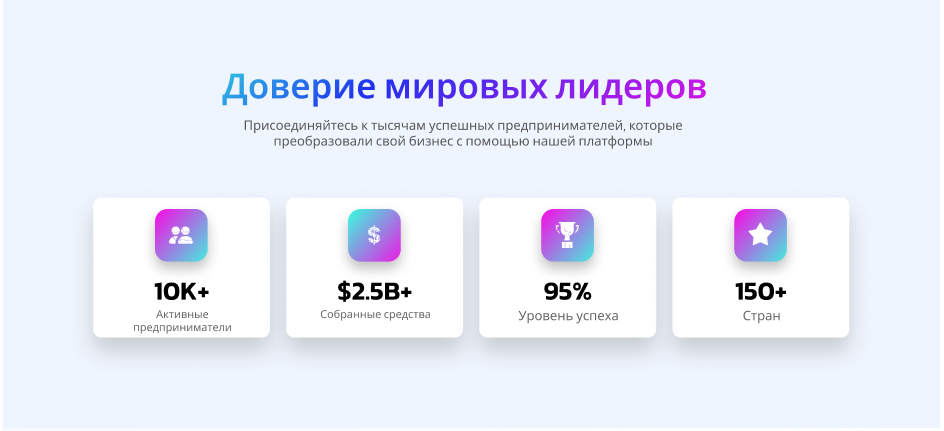 Доверие мировых лидеров
Присоединяйтесь к тысячам успешных предпринимателей, которые
преобразовали свой бизнес с помощью нашей платформы
10K+
Активные
предприниматели
$2.5B+
Собранные средства
95%
Уровень успеха
150+
Стран